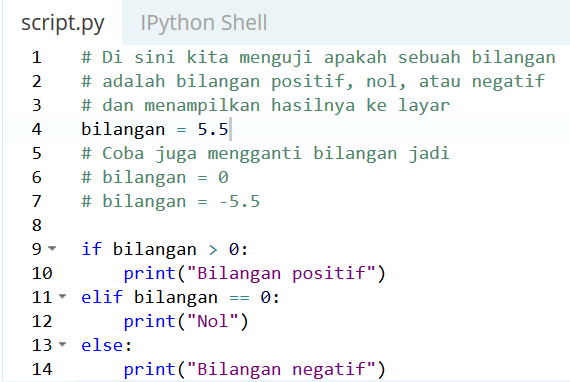 script.py IPython Shell
1 # Di sini kita menguji apakah sebuah bilangan
2 # adalah bilangan positif, nol, atau negatif
3 # dan menampilkan hasilnya ke layar
4 bilangan = 5.5
5 # Coba juga mengganti bilangan jadi
6 # bilangan = 0
7 # bilangan = -5.5
8
9 if bilangan > 0:
10     print("Bilangan positif")
11 elif bilangan == 0:
12     print("Nol")
13 else:
14     print("Bilangan negatif")